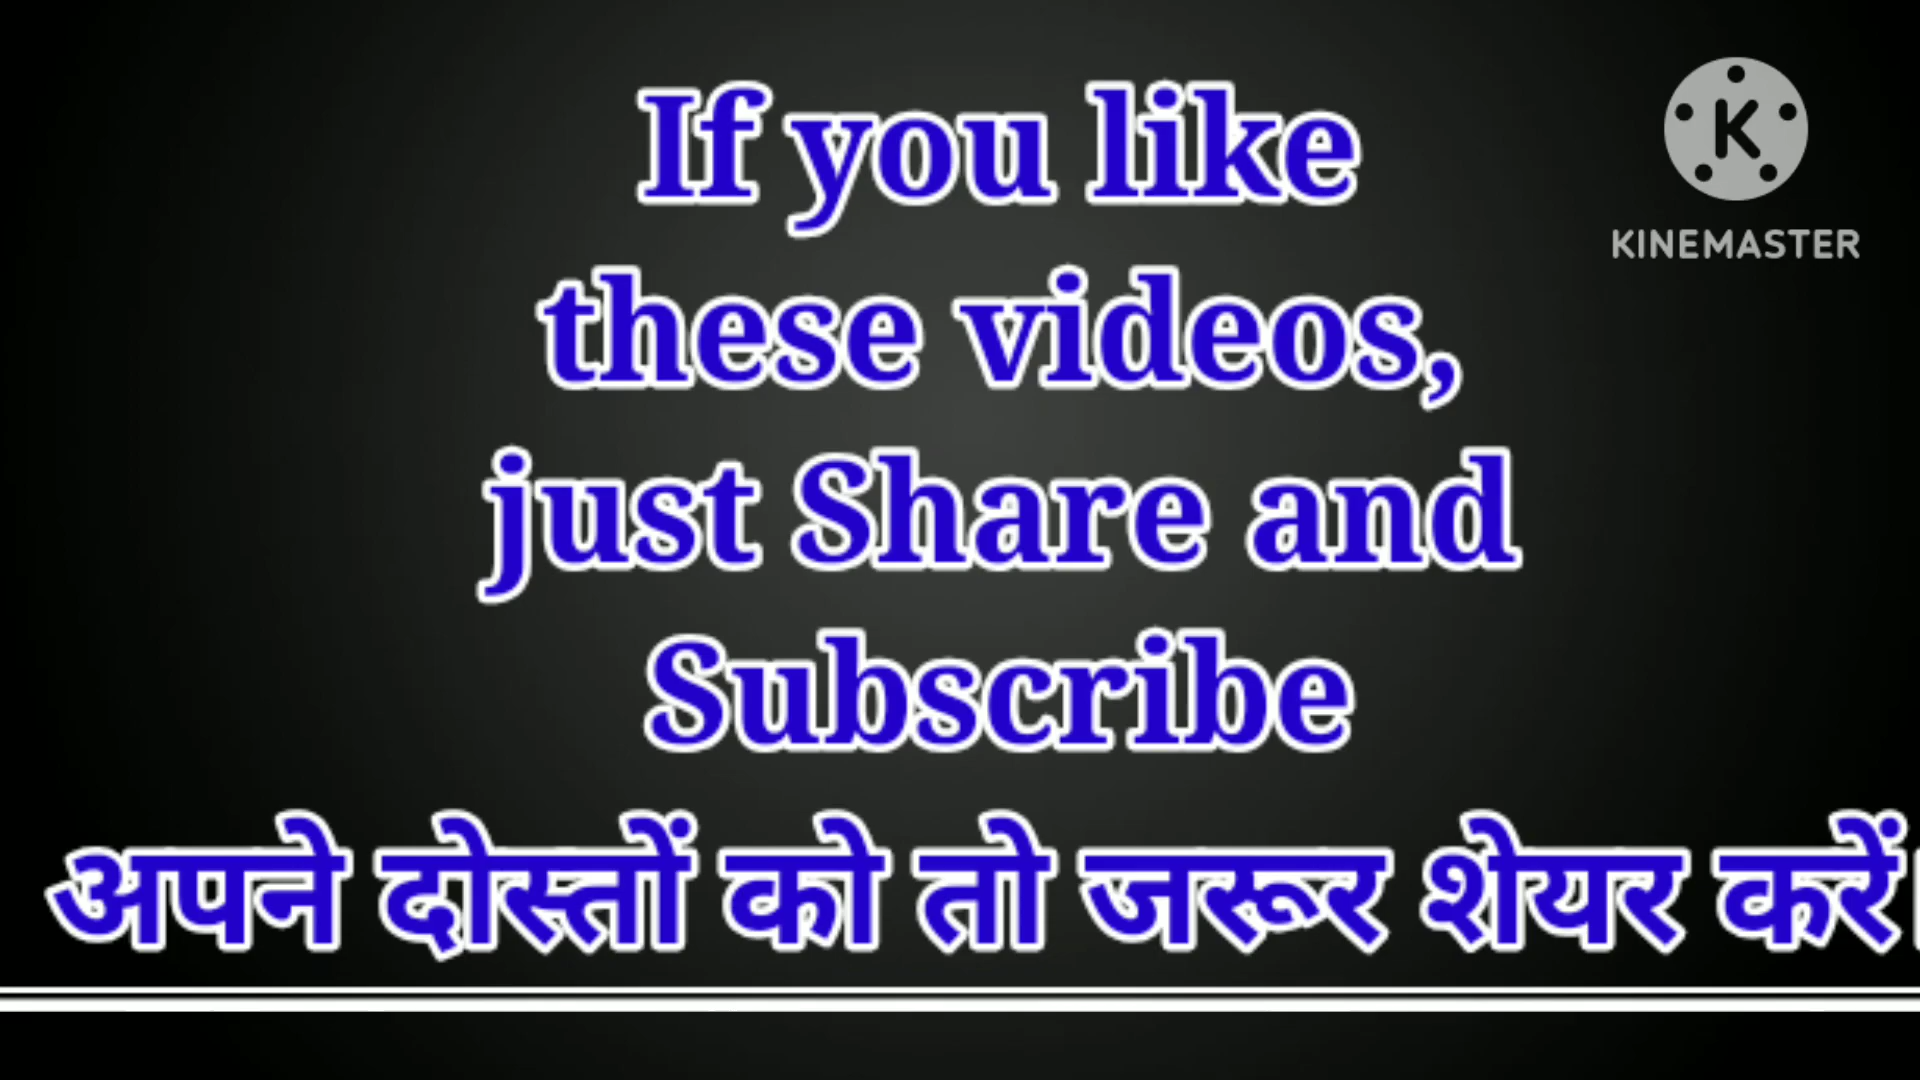 If you like
KINEMASTER
these videos,
just Share and
Subscribe
अपने दोस्तों को तो जरूर शेयर करें।